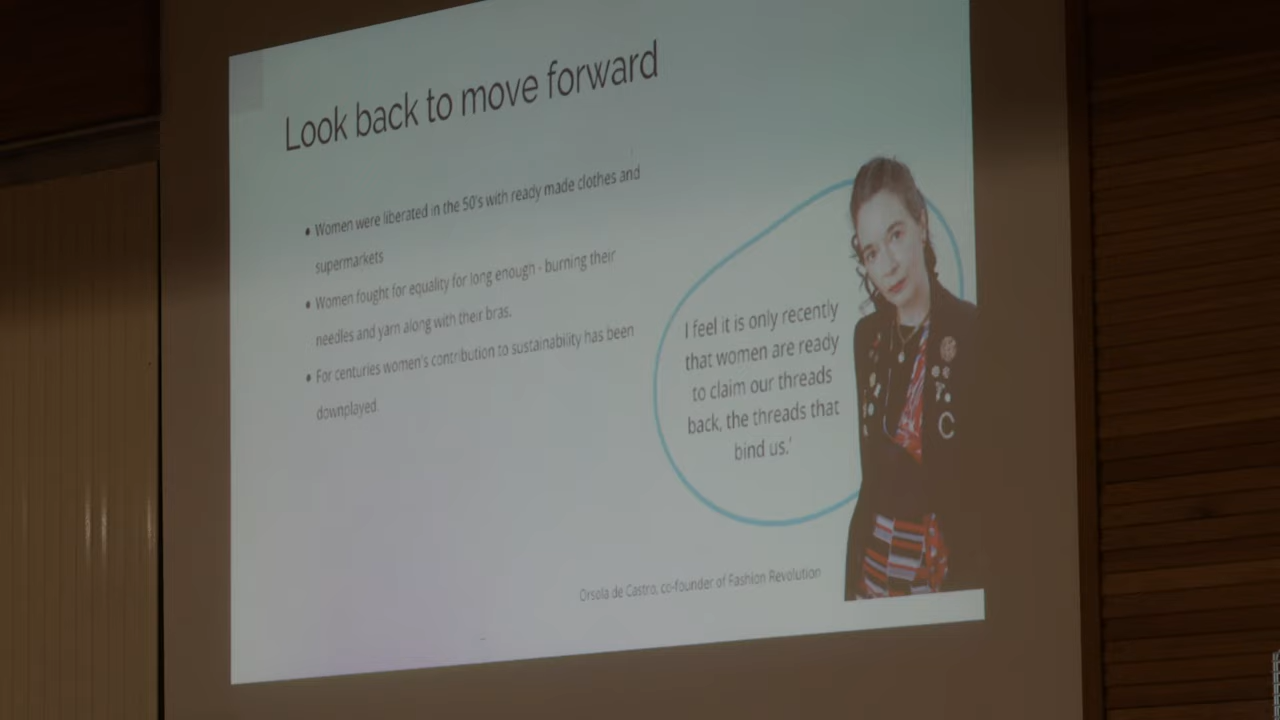 Look back to move forward
• Women were liberated in the 50's with ready made clothes and
supermarkets
• Women fought for equality for long enough - burning their
needles and yarn along with their bras.
• For centuries women's contribution to sustainability has been
downplayed.
I feel it is only recently
that women are ready
to claim our threads
back, the threads that
bind us.'
Orsola de Castro, co-founder of Fashion Revolution
C